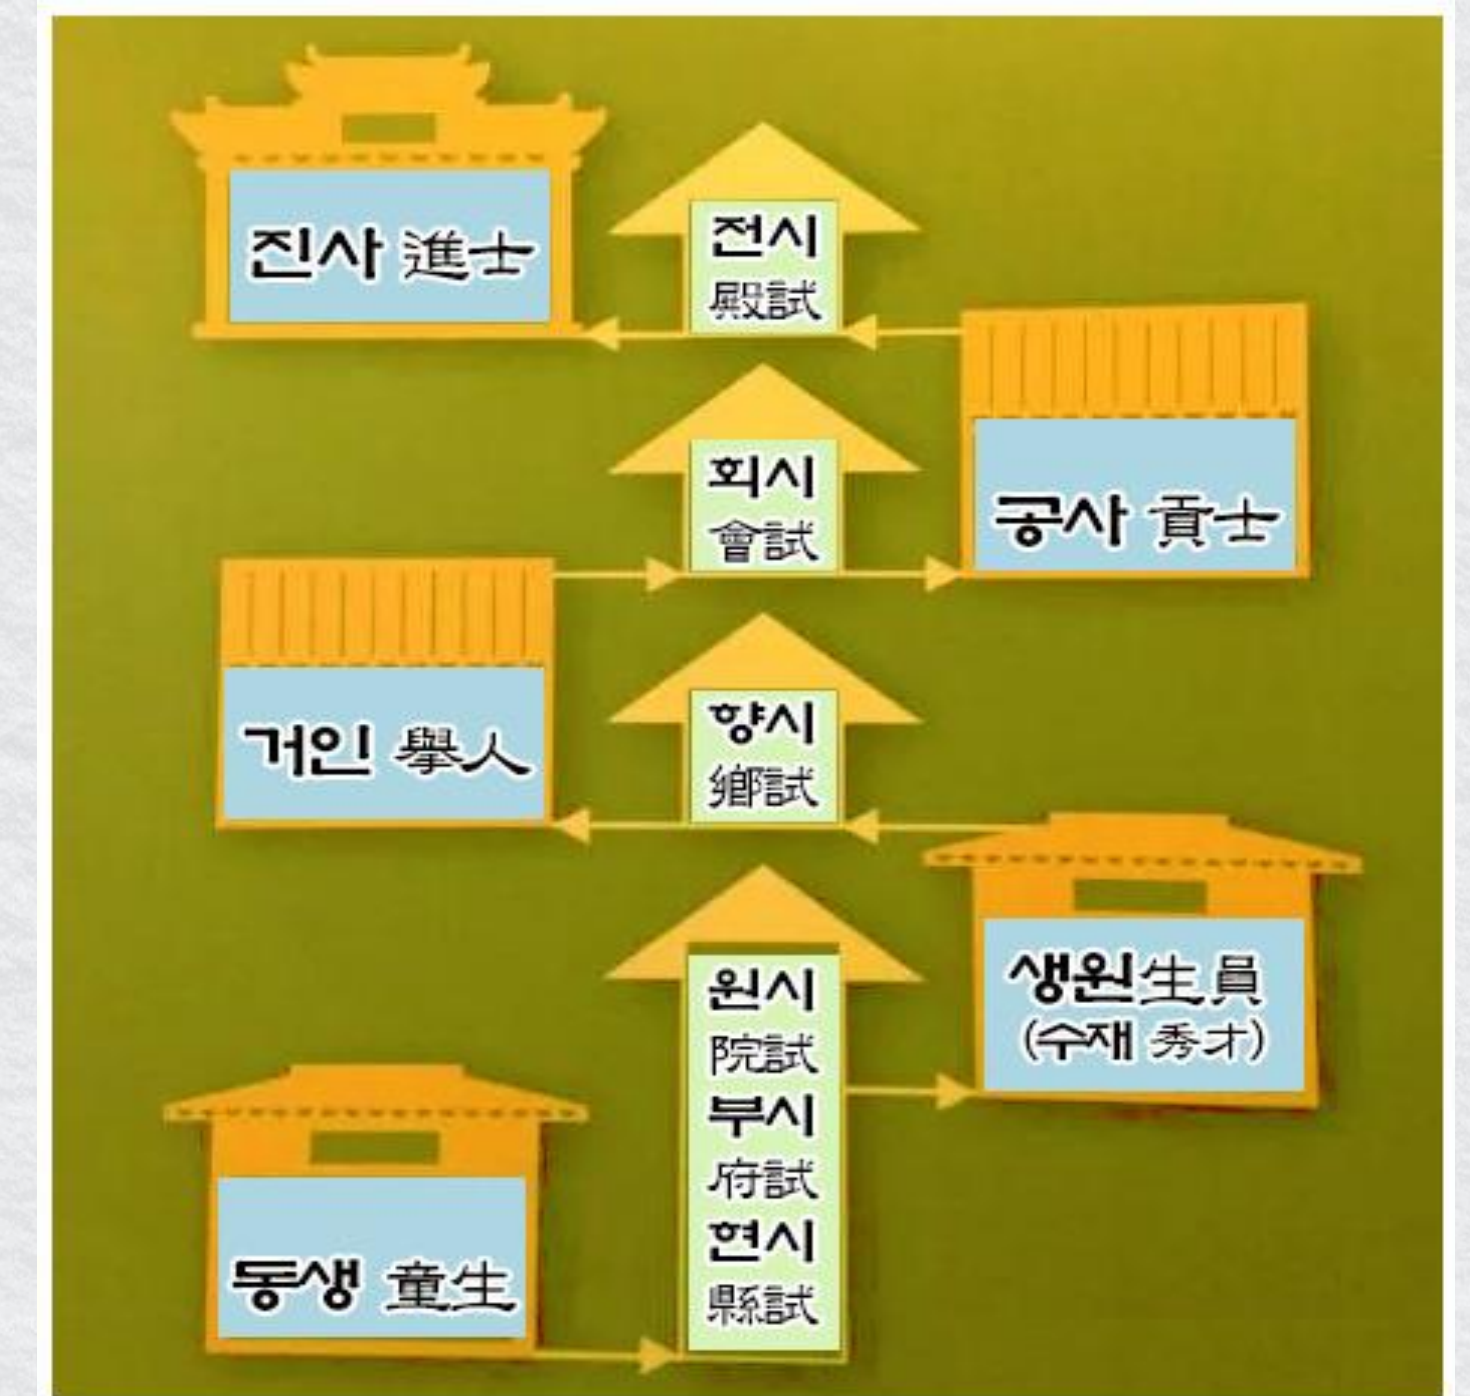 진사 進士
전시
殿試
회시
會試
공사 貢士
거인 擧人
향시
鄕試
생원生員
(수재 秀才)
원시
院試
부시
府試
현시
縣試
동생 童生